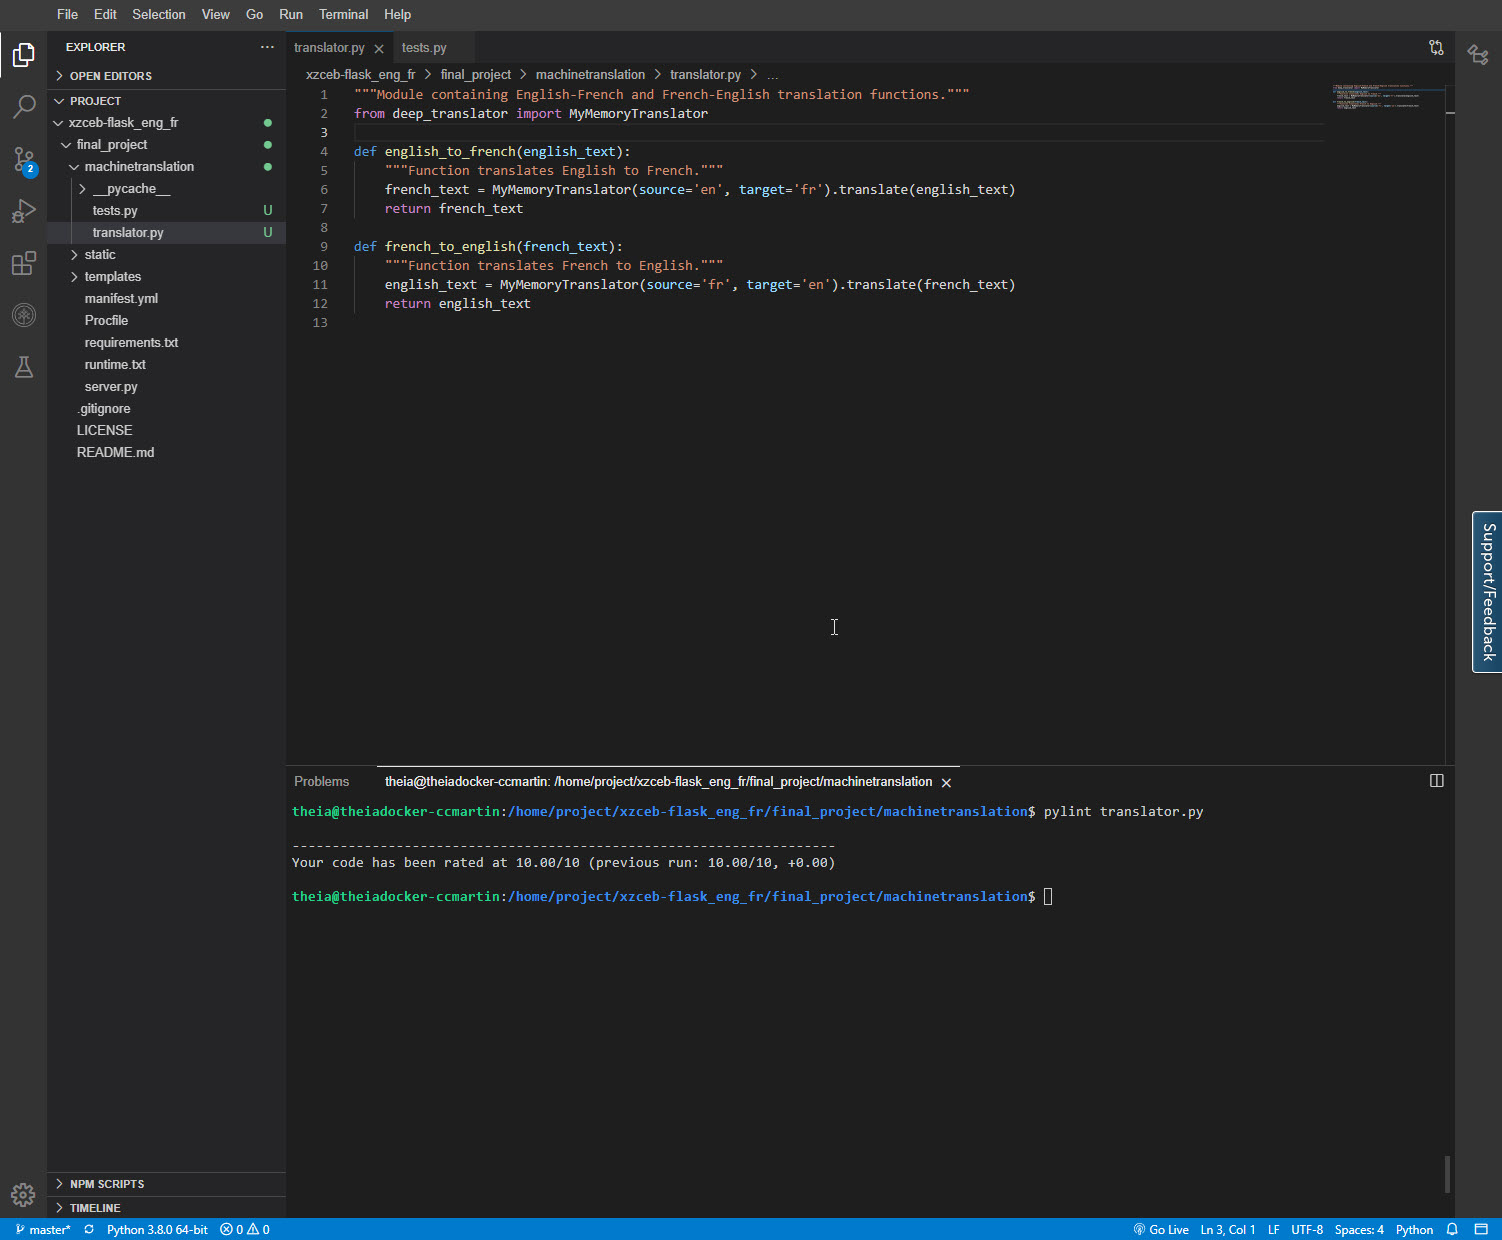 File Edit Selection View Go Run Terminal Help
EXPLORER
OPEN EDITORS
PROJECT
xzceb-flask_eng_fr
final_project
machinetranslation
__pycache__
tests.py U
translator.py U
static
templates
manifest.yml
Procfile
requirements.txt
runtime.txt
server.py
.gitignore
LICENSE
README.md
NPM SCRIPTS
TIMELINE
2
translator.py tests.py
xzceb-flask_eng_fr > final_project > machinetranslation > translator.py > ...
1 """Module containing English-French and French-English translation functions."""
2 from deep_translator import MyMemoryTranslator
3
4 def english_to_french(english_text):
5     """Function translates English to French."""
6     french_text = MyMemoryTranslator(source='en', target='fr').translate(english_text)
7     return french_text
8
9 def french_to_english(french_text):
10     """Function translates French to English."""
11     english_text = MyMemoryTranslator(source='fr', target='en').translate(french_text)
12     return english_text
13
Support/Feedback
Problems theia@theiadocker-ccmartin: /home/project/xzceb-flask_eng_fr/final_project/machinetranslation
theia@theiadocker-ccmartin:/home/project/xzceb-flask_eng_fr/final_project/machinetranslation$ pylint translator.py
--------------------------------------------------------------------
Your code has been rated at 10.00/10 (previous run: 10.00/10, +0.00)
theia@theiadocker-ccmartin:/home/project/xzceb-flask_eng_fr/final_project/machinetranslation$
master* Python 3.8.0 64-bit 0 0 Go Live Ln 3, Col 1 LF UTF-8 Spaces: 4 Python